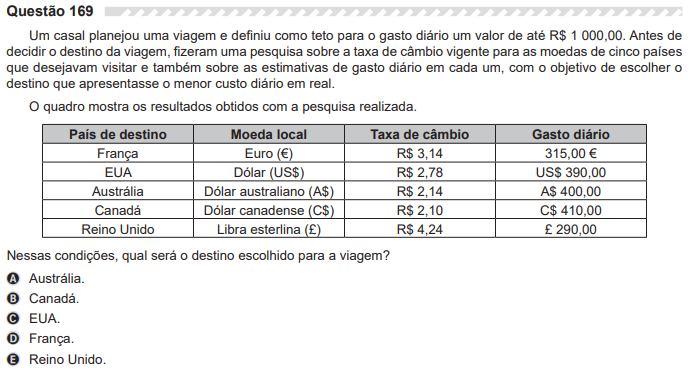 Questão 169
Um casal planejou uma viagem e definiu como teto para o gasto diário um valor de até R$ 1 000,00. Antes de
decidir o destino da viagem, fizeram uma pesquisa sobre a taxa de câmbio vigente para as moedas de cinco países
que desejavam visitar e também sobre as estimativas de gasto diário em cada um, com o objetivo de escolher o
destino que apresentasse o menor custo diário em real.
O quadro mostra os resultados obtidos com a pesquisa realizada.
País de destino Moeda local Taxa de câmbio Gasto diário
França Euro (€) R$ 3,14 315,00 €
EUA Dólar (US$) R$ 2,78 US$ 390,00
Austrália Dólar australiano (A$) R$ 2,14 A$ 400,00
Canadá Dólar canadense (C$) R$ 2,10 C$ 410,00
Reino Unido Libra esterlina (£) R$ 4,24 £ 290,00
Nessas condições, qual será o destino escolhido para a viagem?
A Austrália.
B Canadá.
C EUA.
D França.
E Reino Unido.